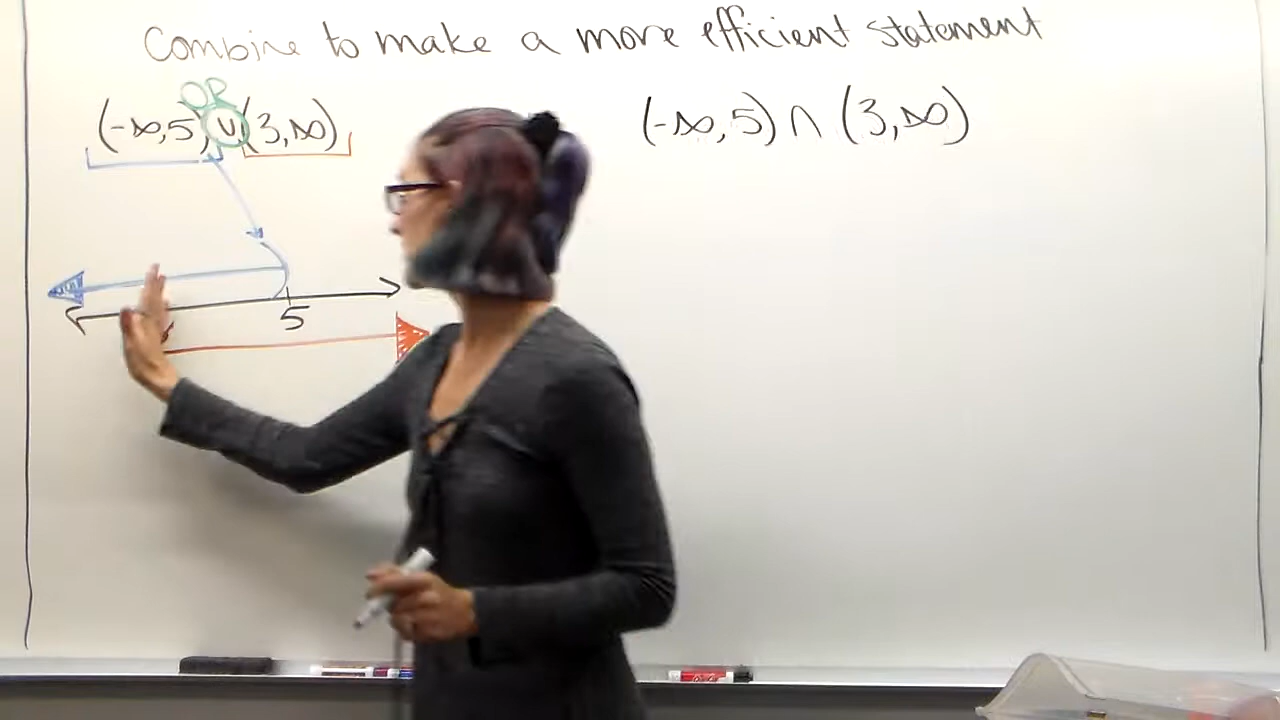 Combine to make a more efficient statement
OR
(-∞,5) ∪ (3,∞)
(-∞,5) ∩ (3,∞)
5